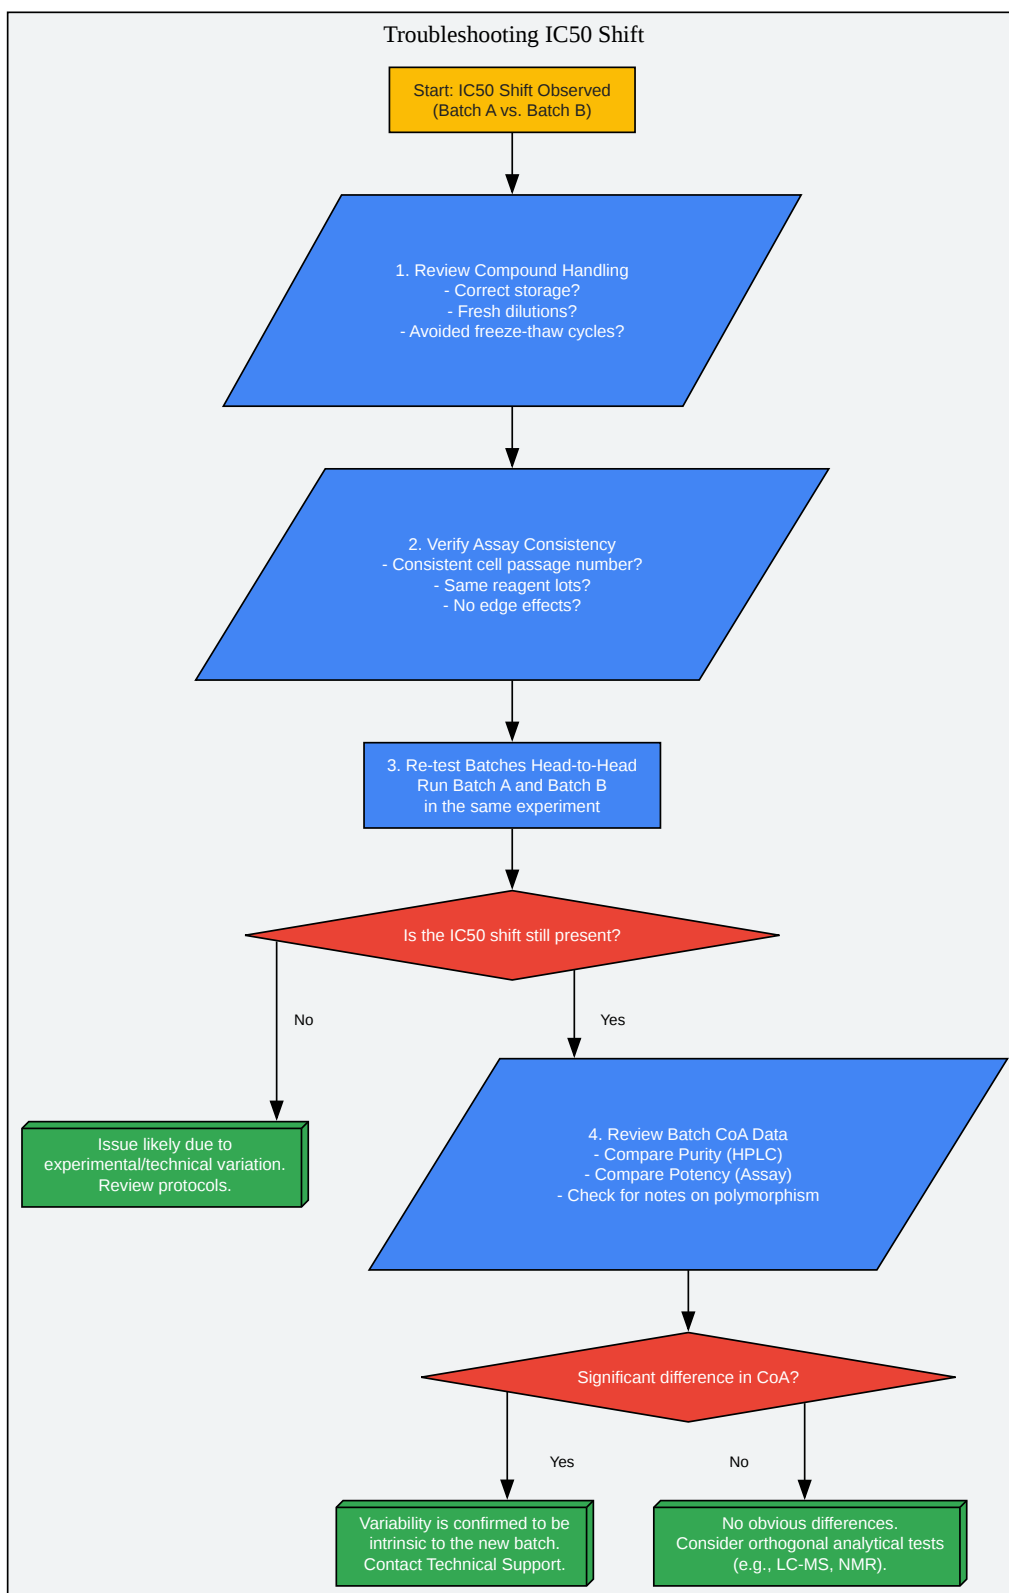 Troubleshooting IC50 Shift
Start: IC50 Shift Observed
(Batch A vs. Batch B)
1. Review Compound Handling
- Correct storage?
- Fresh dilutions?
- Avoided freeze-thaw cycles?
2. Verify Assay Consistency
- Consistent cell passage number?
- Same reagent lots?
- No edge effects?
3. Re-test Batches Head-to-Head
Run Batch A and Batch B
in the same experiment
Is the IC50 shift still present?
No
Yes
Issue likely due to
experimental/technical variation.
Review protocols.
4. Review Batch CoA Data
- Compare Purity (HPLC)
- Compare Potency (Assay)
- Check for notes on polymorphism
Significant difference in CoA?
Yes
No
Variability is confirmed to be
intrinsic to the new batch.
Contact Technical Support.
No obvious differences.
Consider orthogonal analytical tests
(e.g., LC-MS, NMR).